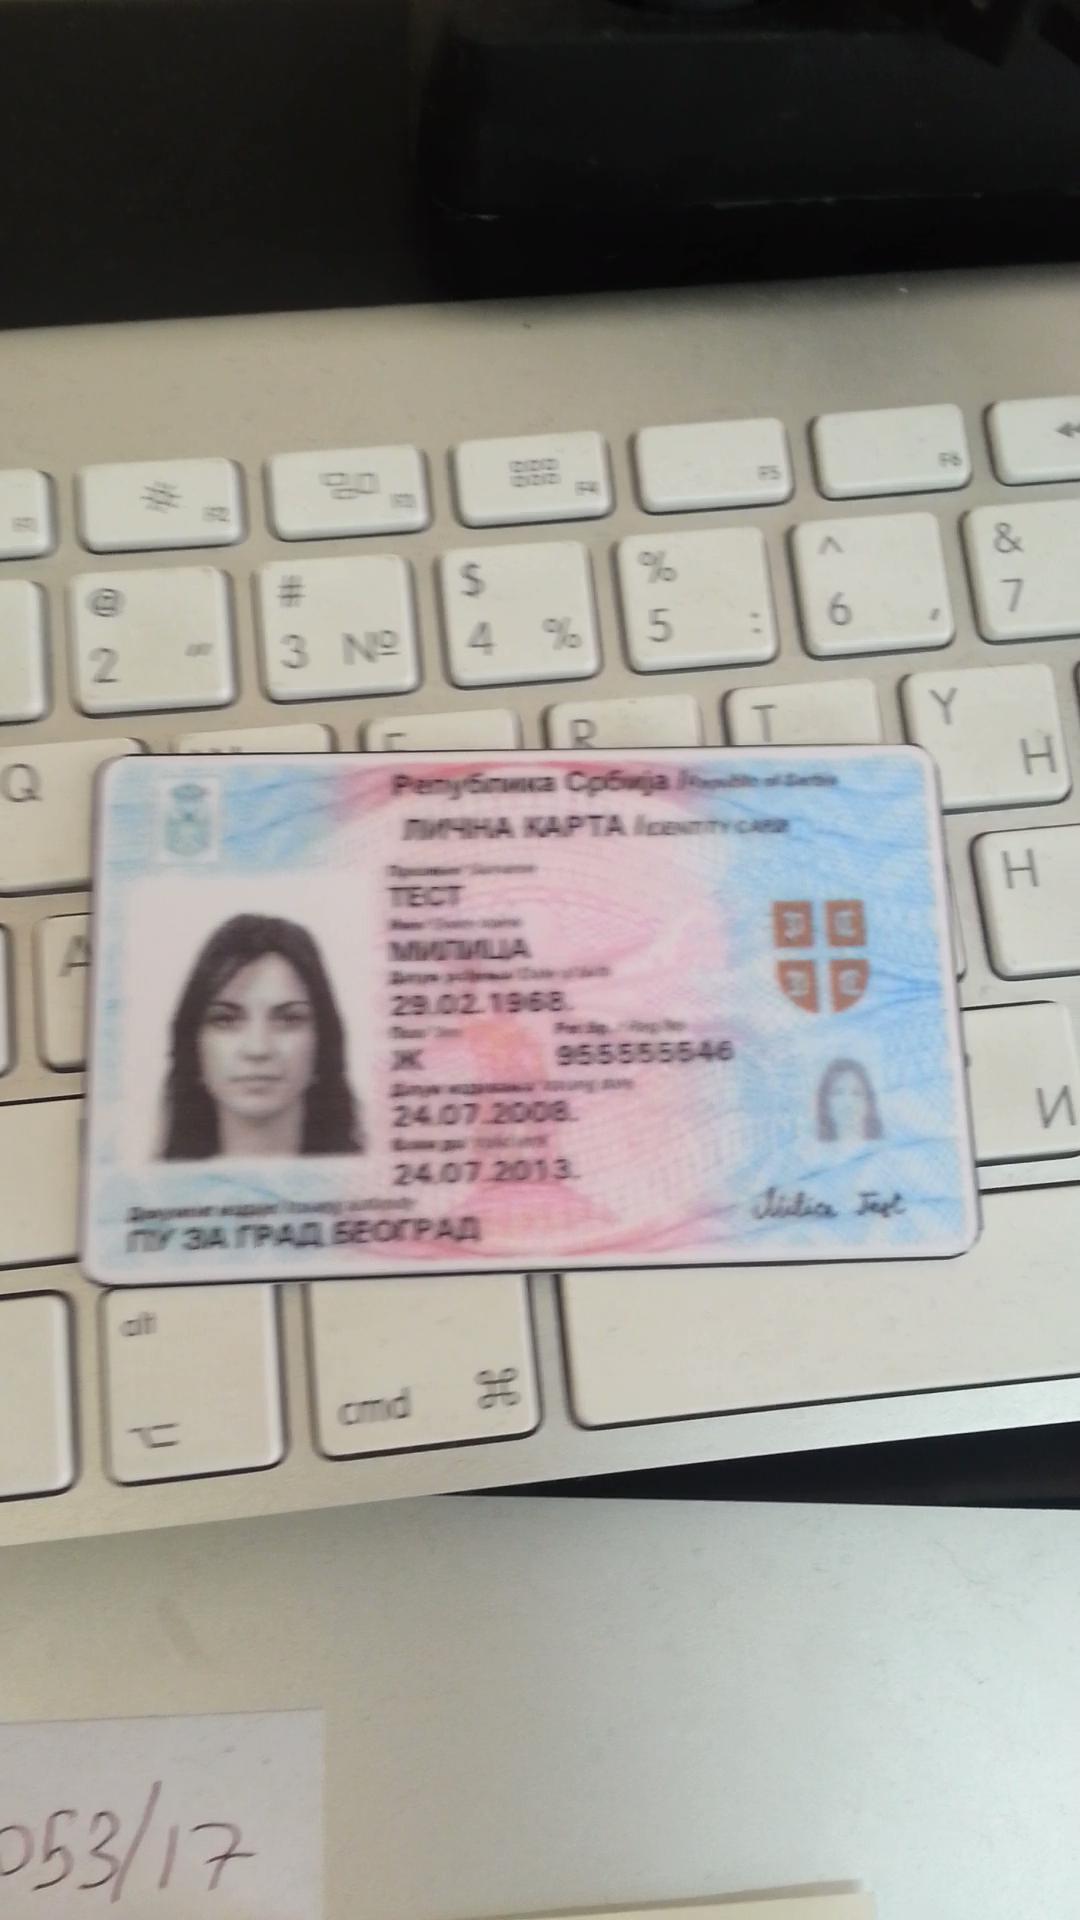 F2
F3
F4
F5
F6
@
2
#
3 №
$
4 %
%
5 :
^
6 ,
&
7
Q
R
T
Y
Н
A
H
И
Република Србија / Republic of Serbia
ЛИЧНА КАРТА / IDENTITY CARD
Презиме / Surname
ТЕСТ
Име / Given name
МИЛИЦА
Датум рођења / Date of birth
29.02.1968.
Пол / Sex Рег.бр. / Reg No
Ж 955555546
Датум издавања / Issuing date
24.07.2008.
Важи до / Valid until
24.07.2013.
Документ издаје / Issuing authority
ПУ ЗА ГРАД БЕОГРАД
Milica Test
alt
cmd ⌘
053/17